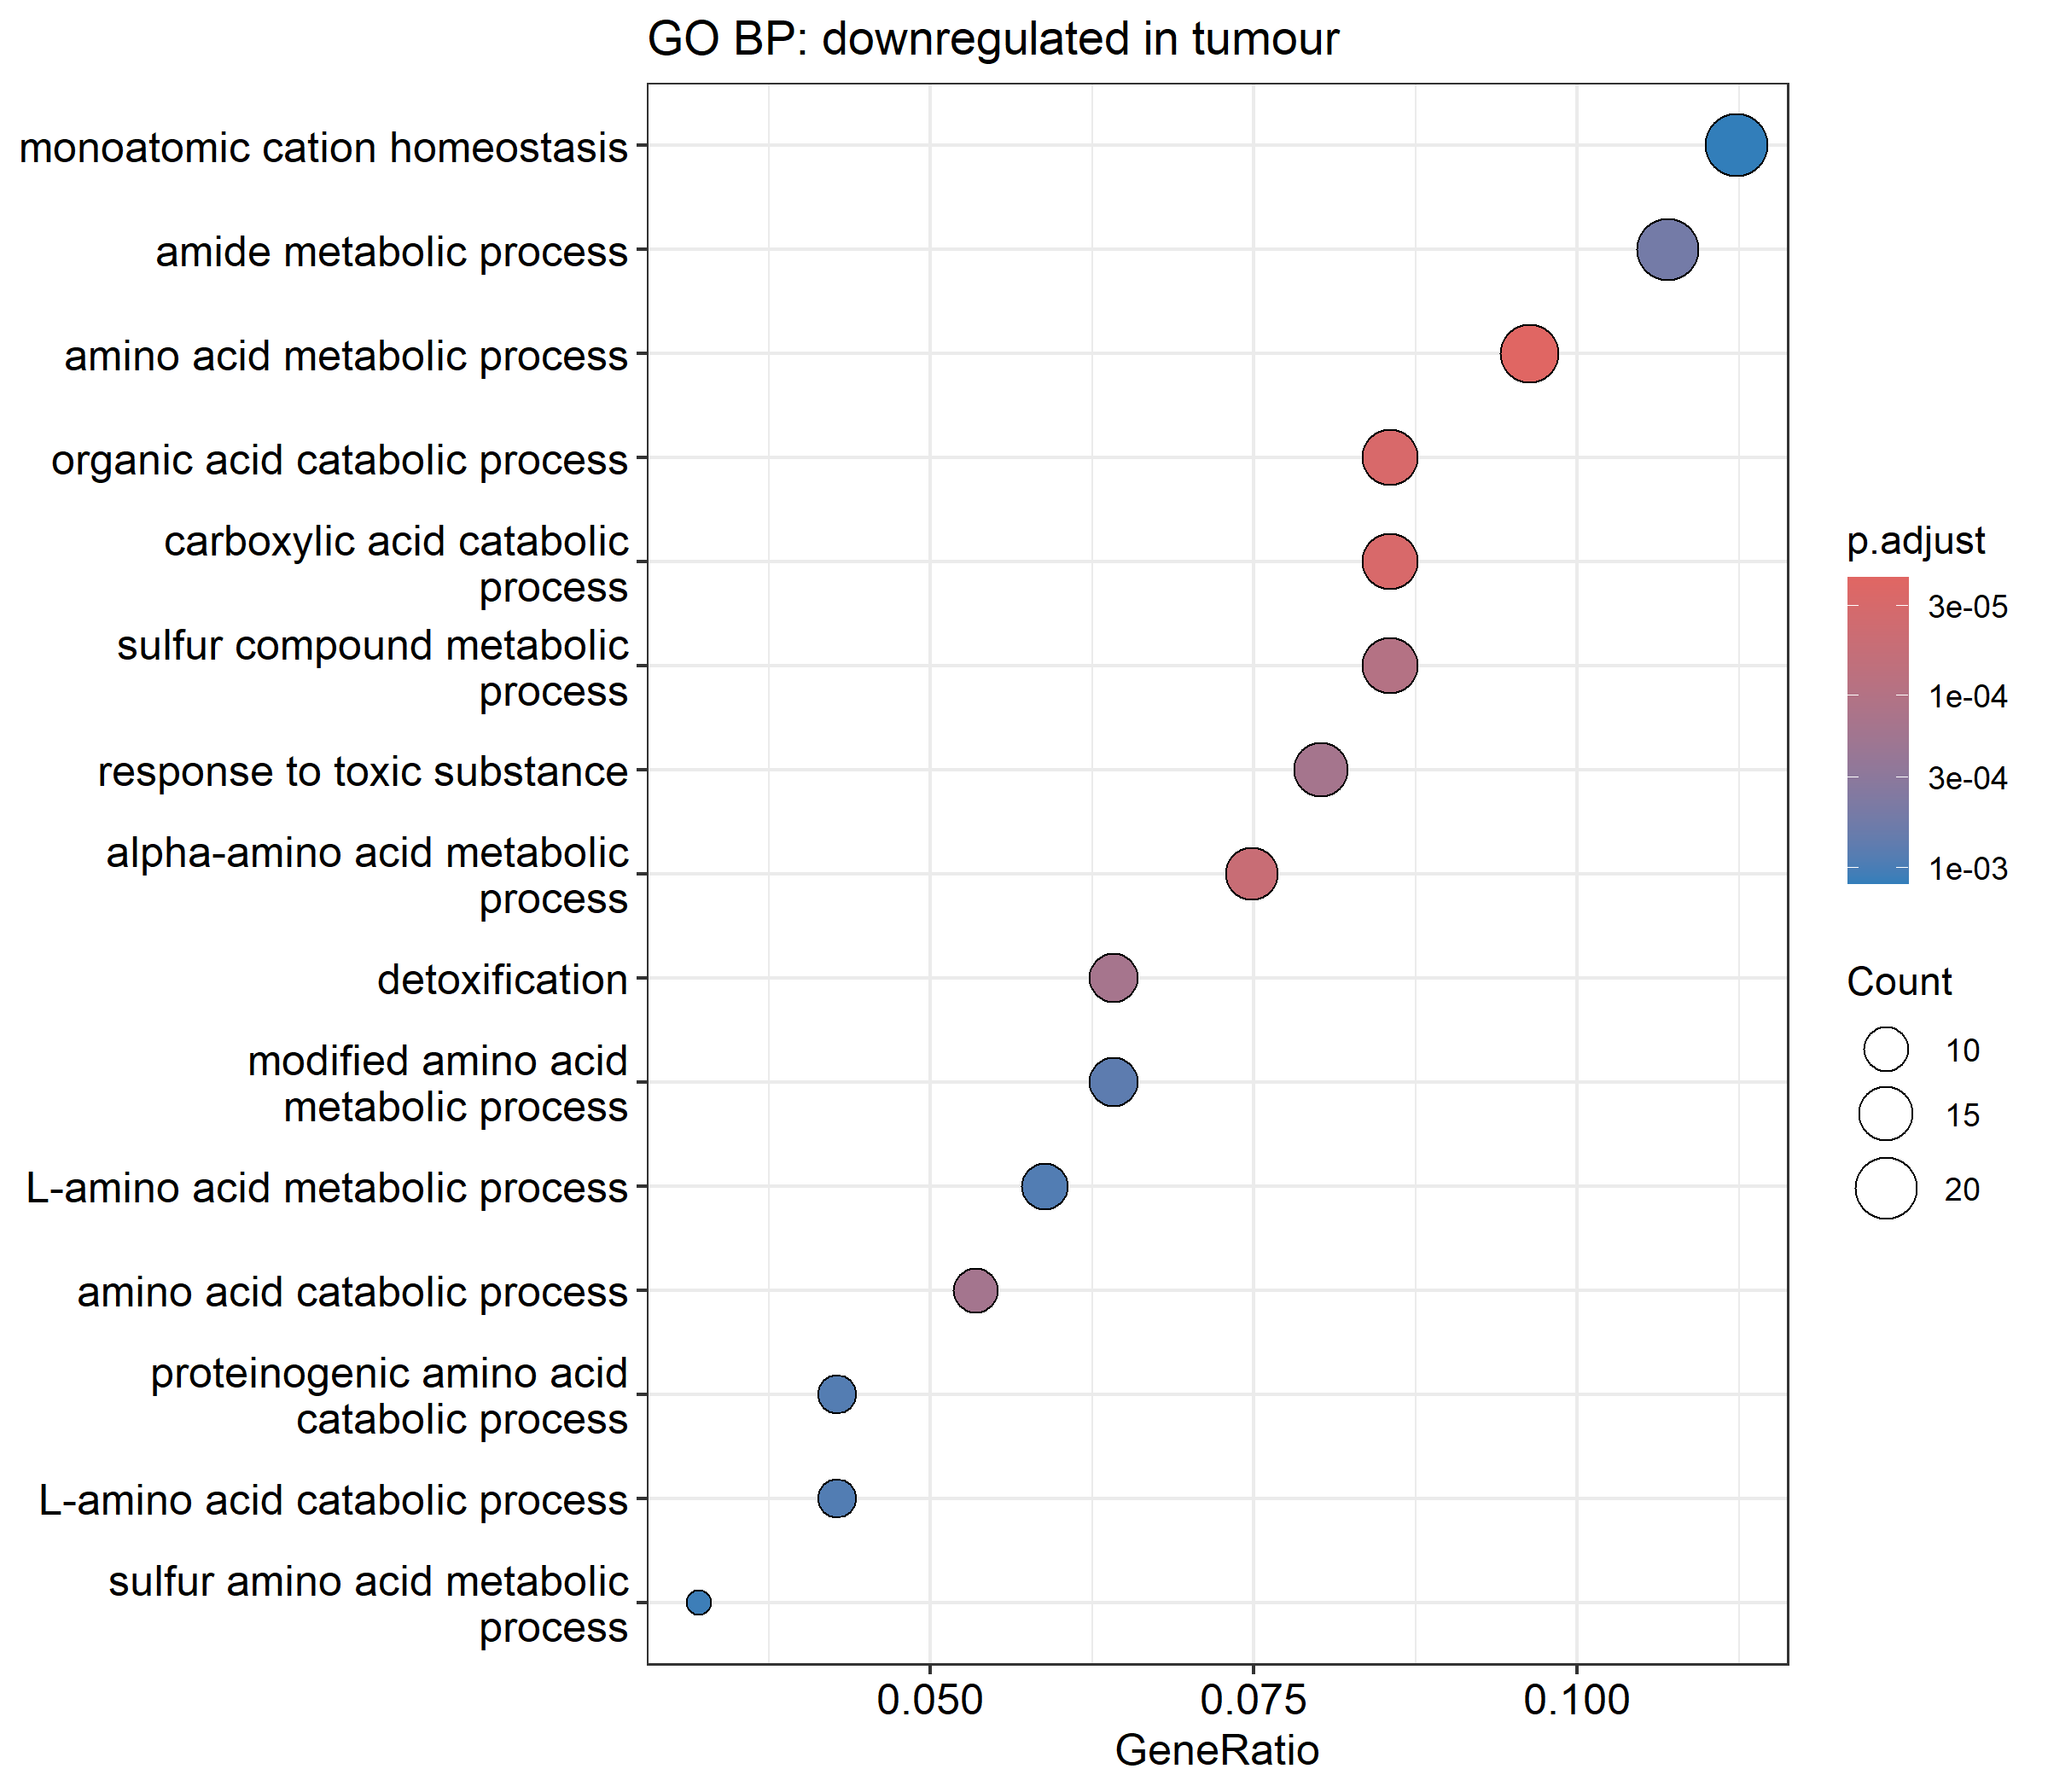 GO BP: downregulated in tumour
monoatomic cation homeostasis
amide metabolic process
amino acid metabolic process
organic acid catabolic process
carboxylic acid catabolic
process
sulfur compound metabolic
process
response to toxic substance
alpha-amino acid metabolic
process
detoxification
modified amino acid
metabolic process
L-amino acid metabolic process
amino acid catabolic process
proteinogenic amino acid
catabolic process
L-amino acid catabolic process
sulfur amino acid metabolic
process
0.050
0.075
0.100
GeneRatio
p.adjust
3e-05
1e-04
3e-04
1e-03
Count
10
15
20